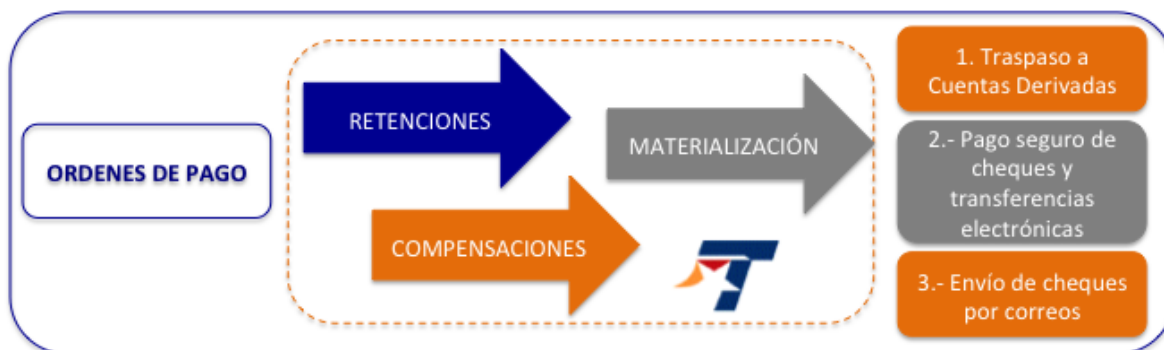 ORDENES DE PAGO
RETENCIONES
COMPENSACIONES
MATERIALIZACIÓN
1. Traspaso a
Cuentas Derivadas
2.- Pago seguro de
cheques y
transferencias
electrónicas
3.- Envío de cheques
por correos